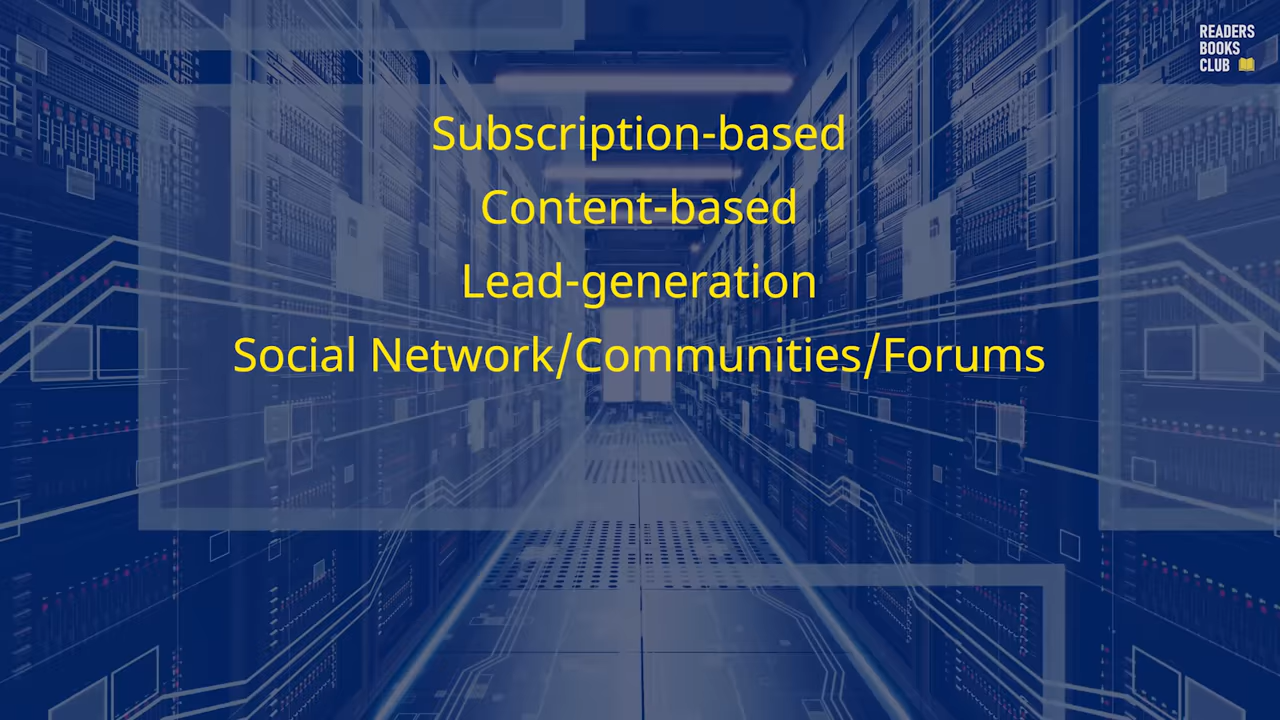 READERS
BOOKS
CLUB
Subscription-based
Content-based
Lead-generation
Social Network/Communities/Forums